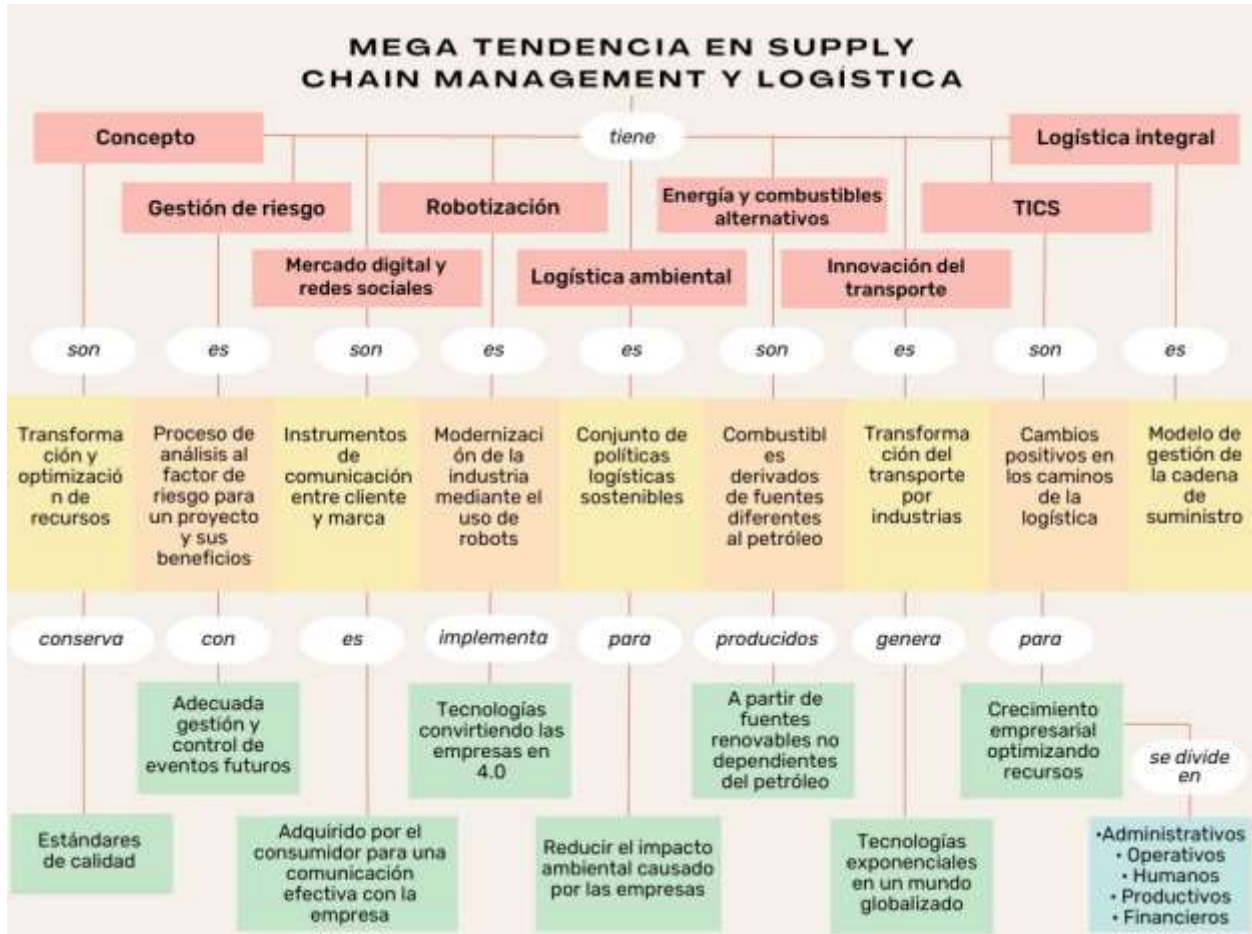 MEGA TENDENCIA EN SUPPLY
CHAIN MANAGEMENT Y LOGÍSTICA
Concepto
tiene
Logística integral
Gestión de riesgo
Robotización
Energía y combustibles
alternativos
TICS
Mercado digital y
redes sociales
Logística ambiental
Innovación del
transporte
son
es
son
es
es
son
es
son
es
Transforma
ción y
optimizació
n de
recursos
Proceso de
análisis al
factor de
riesgo para
un proyecto
y sus
beneficios
Instrumentos
de
comunicación
entre cliente
y marca
Modernizaci
ón de la
industria
mediante el
uso de
robots
Conjunto de
políticas
logísticas
sostenibles
Combustibl
es
derivados
de fuentes
diferentes
al petróleo
Transforma
ción del
transporte
por
industrias
Cambios
positivos en
los caminos
de la
logística
Modelo de
gestión de
la cadena
de
suministro
conserva
con
es
implementa
para
producidos
genera
para
Adecuada
gestión y
control de
eventos futuros
Tecnologías
convirtiendo las
empresas en
4.0
A partir de
fuentes
renovables no
dependientes
del petróleo
Crecimiento
empresarial
optimizando
recursos
se divide
en
Estándares
de calidad
Adquirido por el
consumidor para una
comunicación
efectiva con la
empresa
Reducir el impacto
ambiental causado
por las empresas
Tecnologías
exponenciales
en un mundo
globalizado
•Administrativos
• Operativos
• Humanos
• Productivos
• Financieros